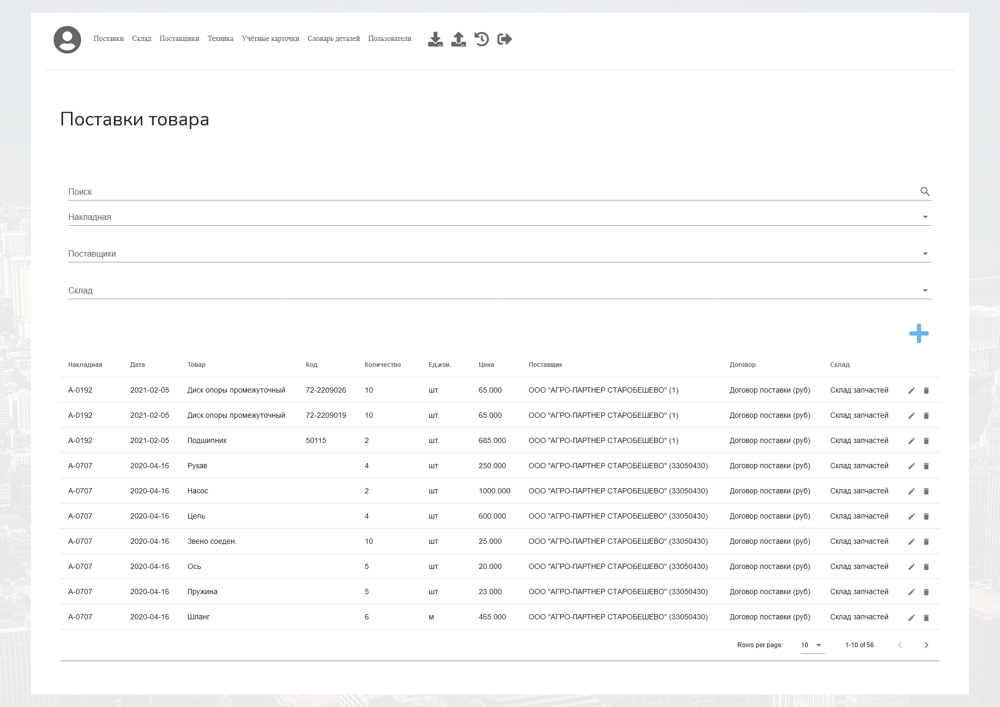 Поставки Склад Поставщики Техника Учётные карточки Словарь деталей Пользователи
Поставки товара
Поиск
Накладная
Поставщики
Склад
Накладная Дата Товар Код Количество Ед.изм. Цена Поставщик Договор Склад
А-0192 2021-02-05 Диск опоры промежуточный 72-2209026 10 шт. 65.000 ООО "АГРО-ПАРТНЕР СТАРОБЕШЕВО" (1) Договор поставки (руб) Склад запчастей
А-0192 2021-02-05 Диск опоры промежуточный 72-2209019 10 шт. 65.000 ООО "АГРО-ПАРТНЕР СТАРОБЕШЕВО" (1) Договор поставки (руб) Склад запчастей
А-0192 2021-02-05 Подшипник 50115 2 шт. 685.000 ООО "АГРО-ПАРТНЕР СТАРОБЕШЕВО" (1) Договор поставки (руб) Склад запчастей
А-0707 2020-04-16 Рукав 4 шт 250.000 ООО "АГРО-ПАРТНЕР СТАРОБЕШЕВО" (33050430) Договор поставки (руб) Склад запчастей
А-0707 2020-04-16 Насос 2 шт 1000.000 ООО "АГРО-ПАРТНЕР СТАРОБЕШЕВО" (33050430) Договор поставки (руб) Склад запчастей
А-0707 2020-04-16 Цепь 4 шт 600.000 ООО "АГРО-ПАРТНЕР СТАРОБЕШЕВО" (33050430) Договор поставки (руб) Склад запчастей
А-0707 2020-04-16 Звено соеден. 10 шт 25.000 ООО "АГРО-ПАРТНЕР СТАРОБЕШЕВО" (33050430) Договор поставки (руб) Склад запчастей
А-0707 2020-04-16 Ось 5 шт 20.000 ООО "АГРО-ПАРТНЕР СТАРОБЕШЕВО" (33050430) Договор поставки (руб) Склад запчастей
А-0707 2020-04-16 Пружина 5 шт 23.000 ООО "АГРО-ПАРТНЕР СТАРОБЕШЕВО" (33050430) Договор поставки (руб) Склад запчастей
А-0707 2020-04-16 Шланг 6 м 465.000 ООО "АГРО-ПАРТНЕР СТАРОБЕШЕВО" (33050430) Договор поставки (руб) Склад запчастей
Rows per page: 10 1-10 of 56